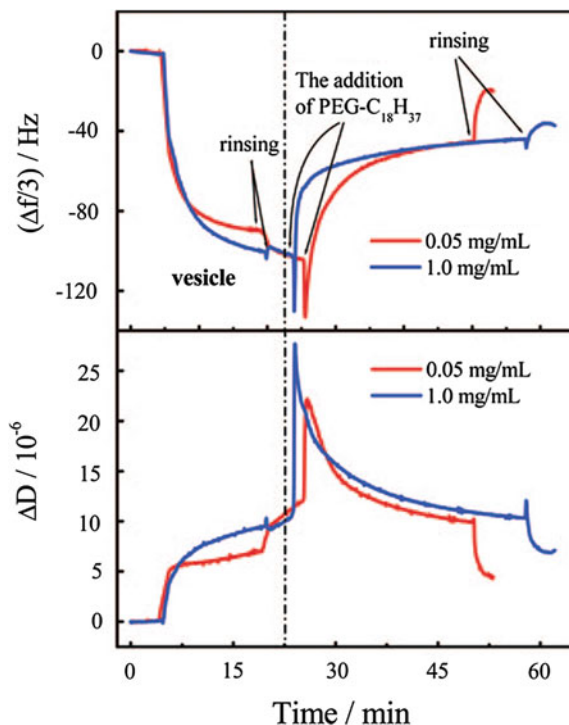 0
-40
-80
-120
(Δf/3) / Hz
rinsing
The addition
of PEG-C₁₈H₃₇
rinsing
vesicle
0.05 mg/mL
1.0 mg/mL
25
20
15
10
5
0
ΔD / 10⁻⁶
0.05 mg/mL
1.0 mg/mL
0 15 30 45 60
Time / min